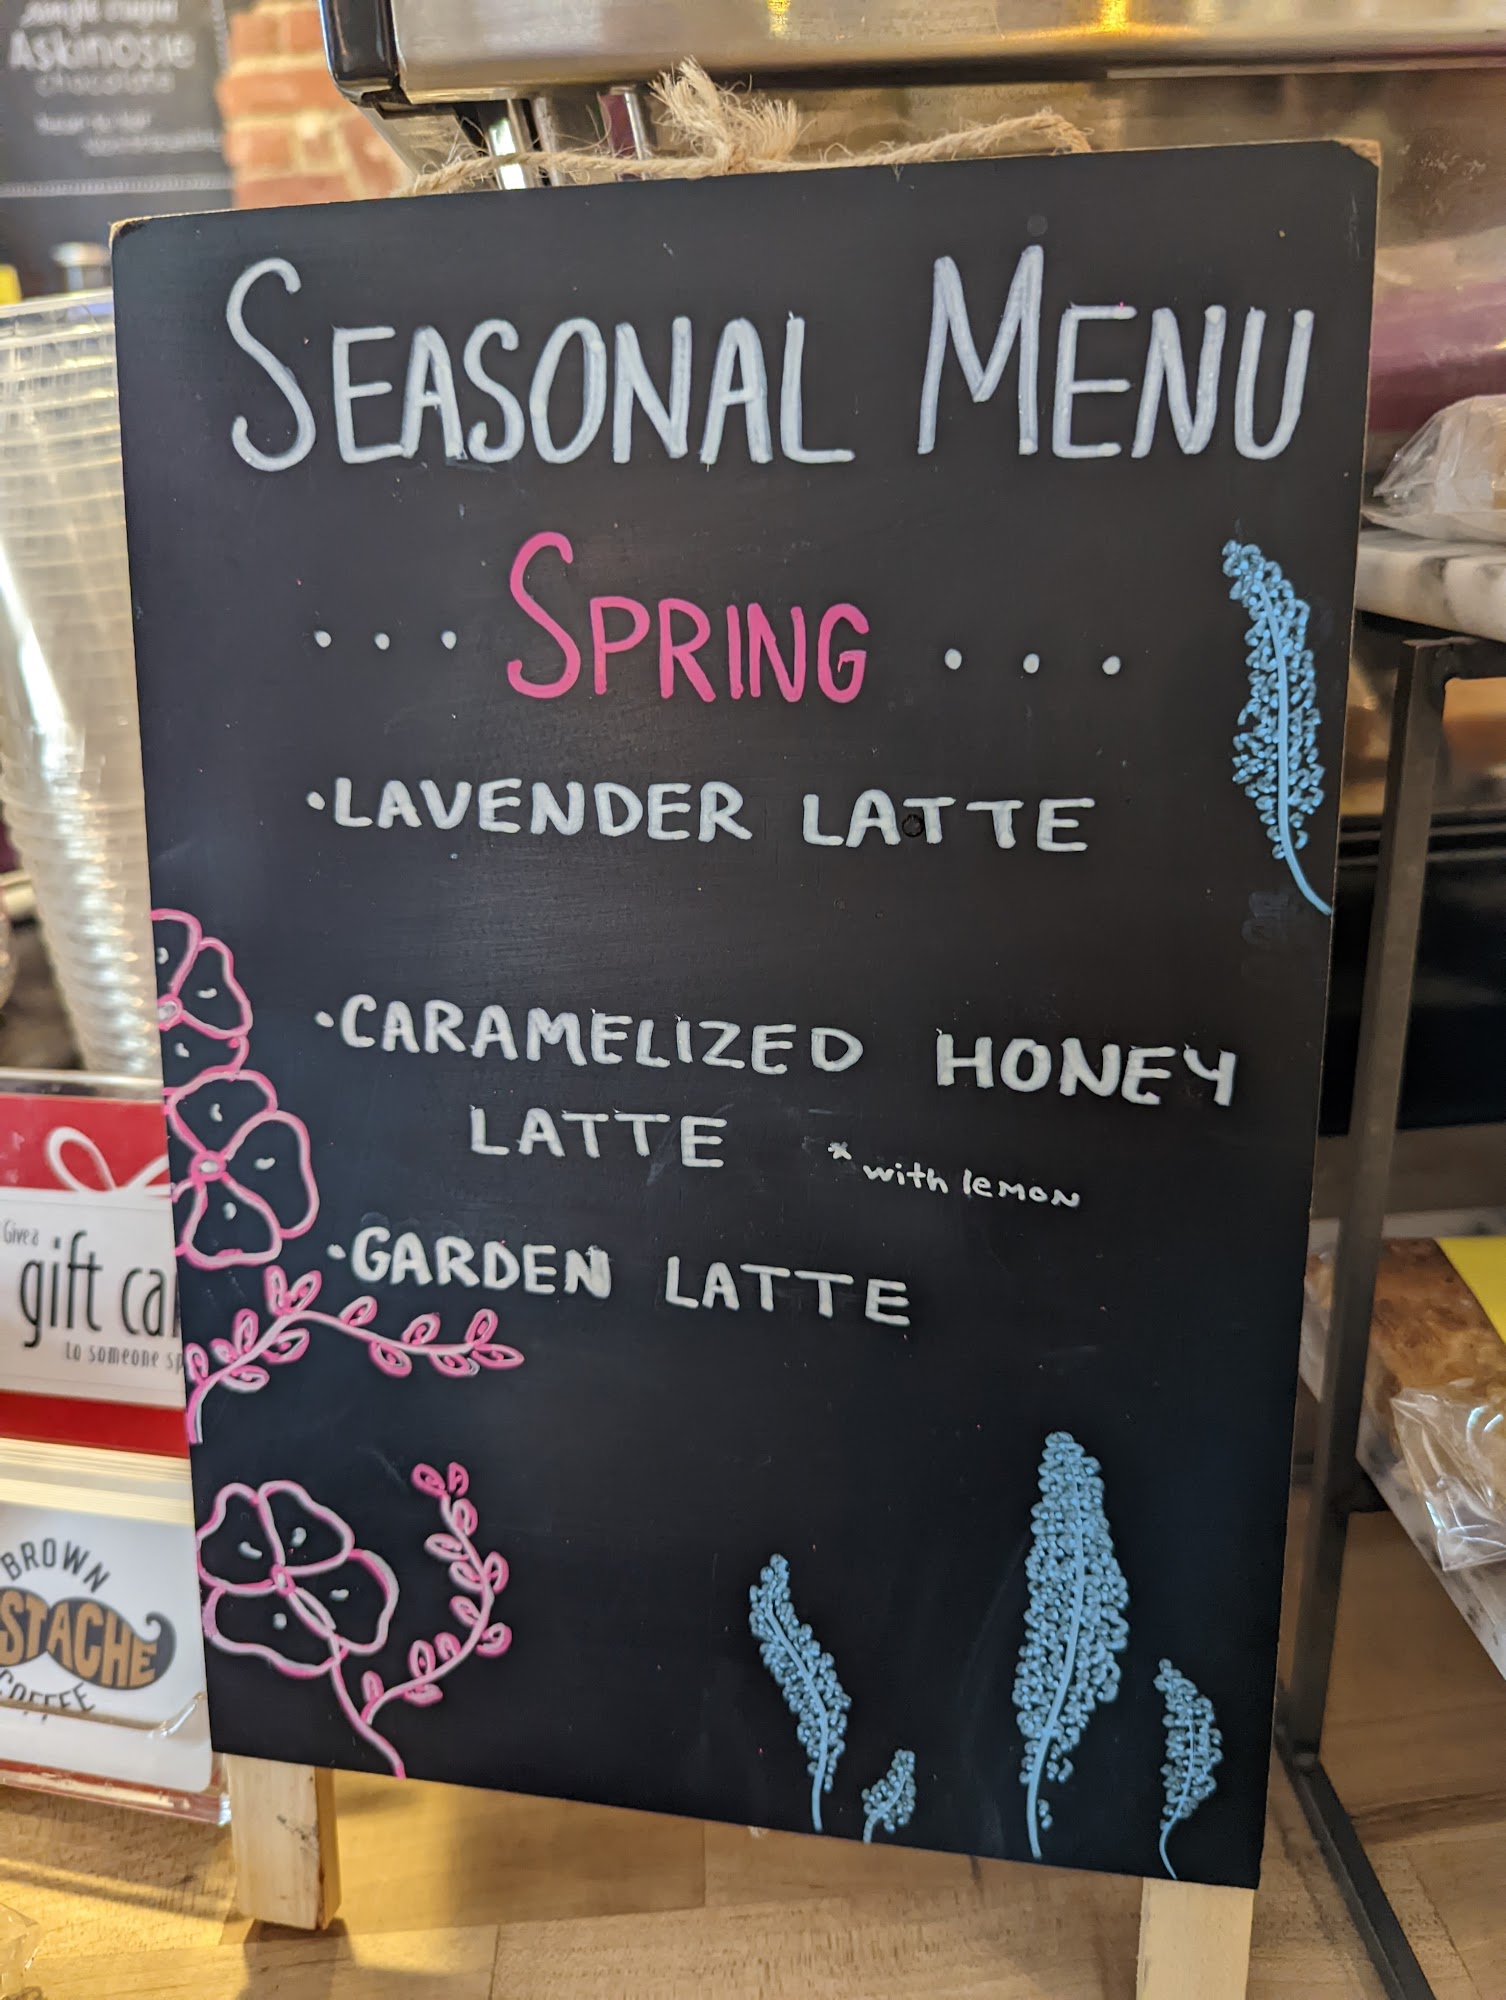 Askinosie
chocolate
SEASONAL MENU
... SPRING ...
·LAVENDER LATTE
·CARAMELIZED HONEY
LATTE * with lemon
·GARDEN LATTE
Give a
gift ca
to someone sp
BROWN
STACHE
COFFEE